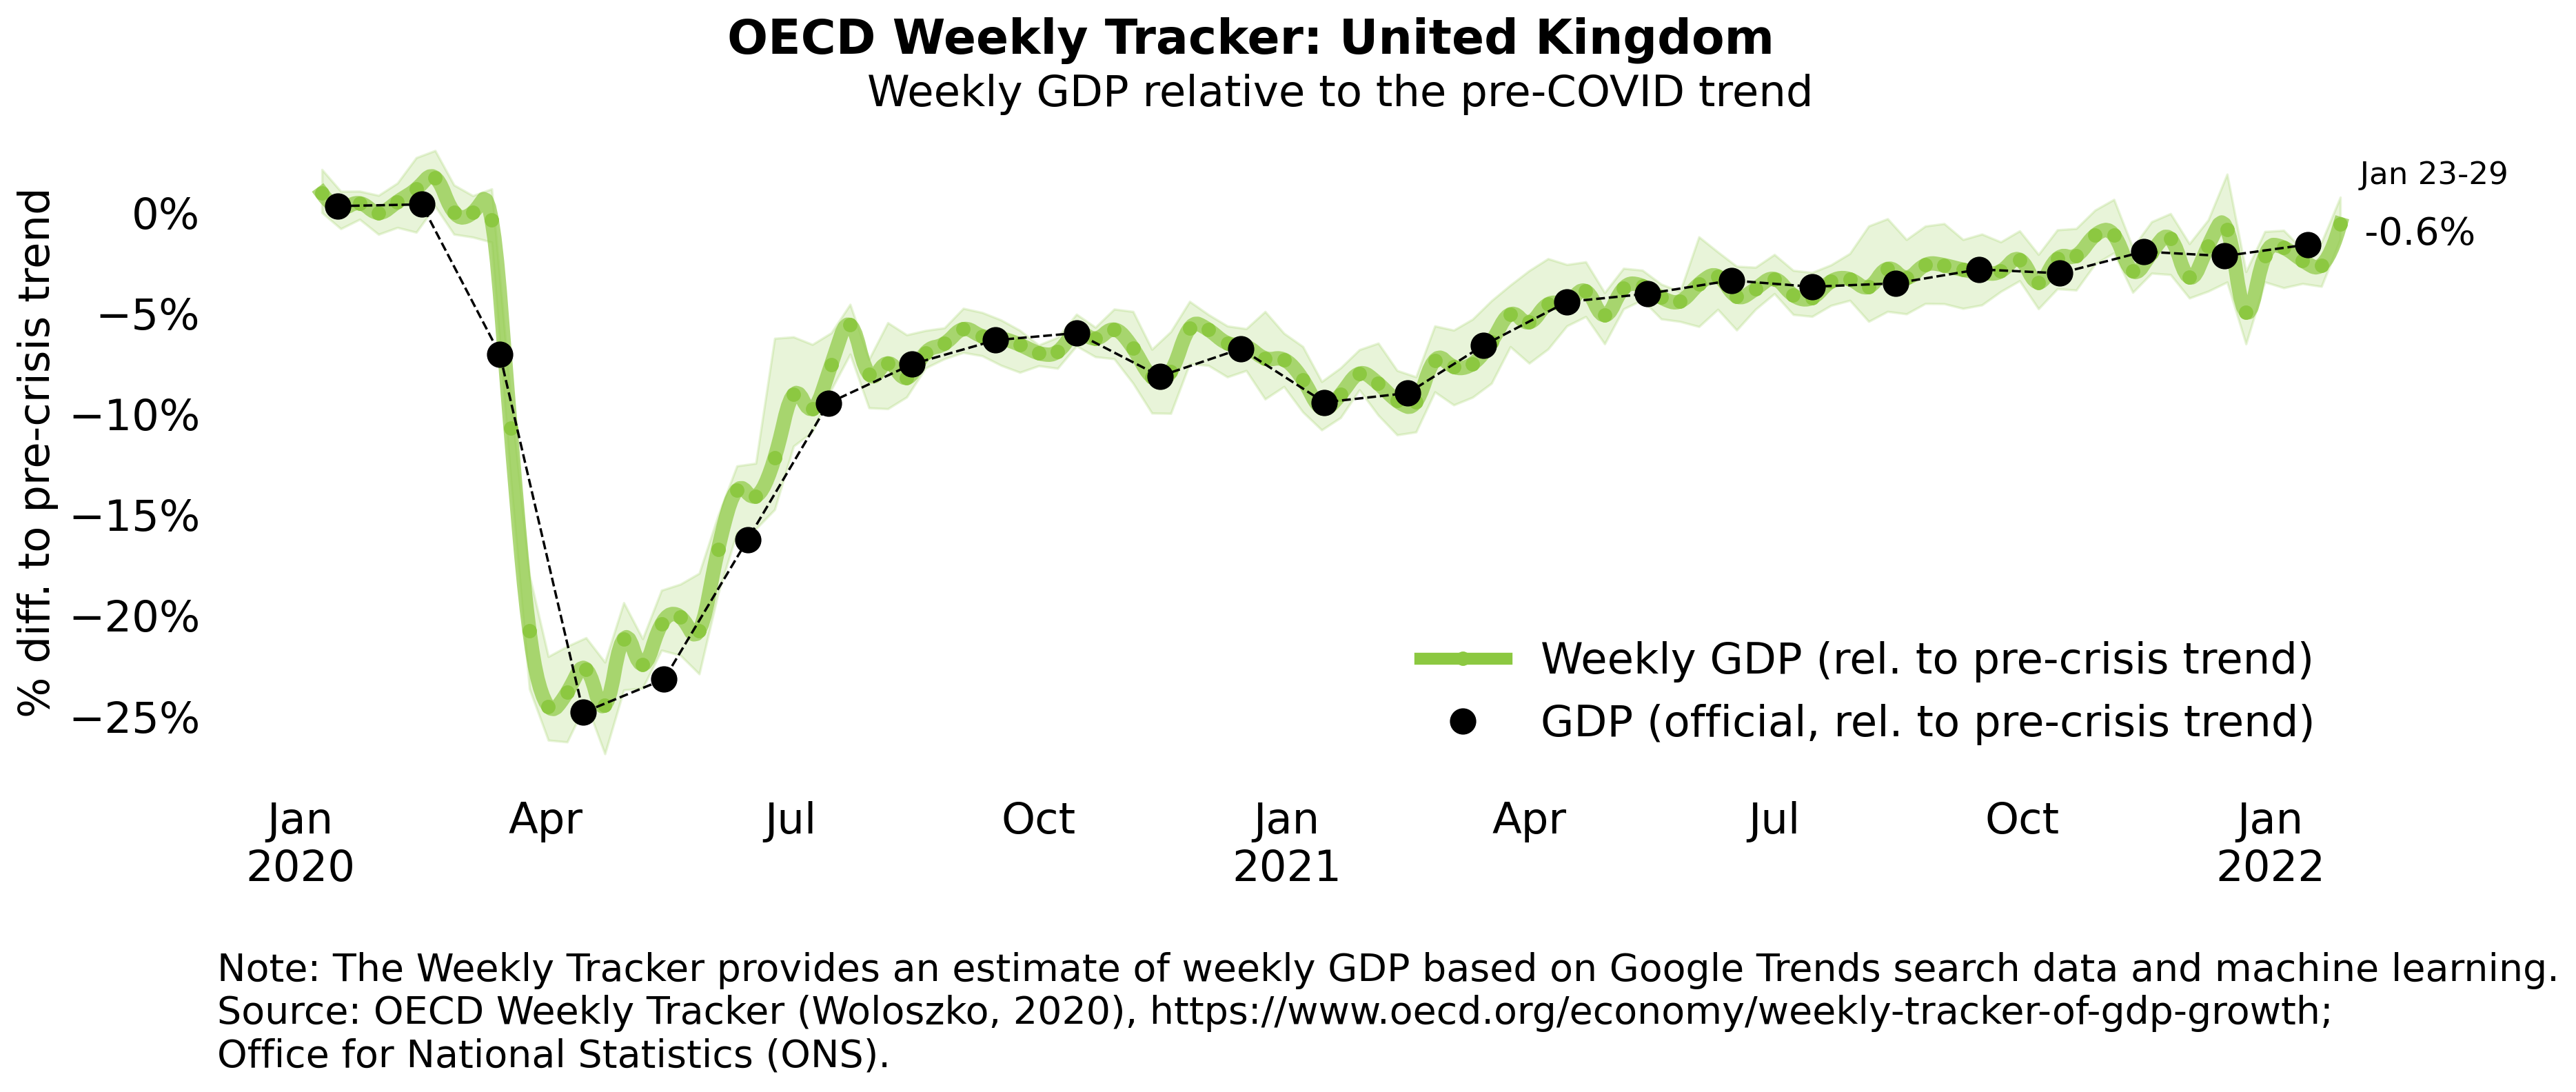 OECD Weekly Tracker: United Kingdom
Weekly GDP relative to the pre-COVID trend
% diff. to pre-crisis trend
0%
−5%
−10%
−15%
−20%
−25%
Jan 23-29
-0.6%
Weekly GDP (rel. to pre-crisis trend)
GDP (official, rel. to pre-crisis trend)
Jan Apr Jul Oct Jan Apr Jul Oct Jan
2020 2021 2022
Note: The Weekly Tracker provides an estimate of weekly GDP based on Google Trends search data and machine learning.
Source: OECD Weekly Tracker (Woloszko, 2020), https://www.oecd.org/economy/weekly-tracker-of-gdp-growth;
Office for National Statistics (ONS).